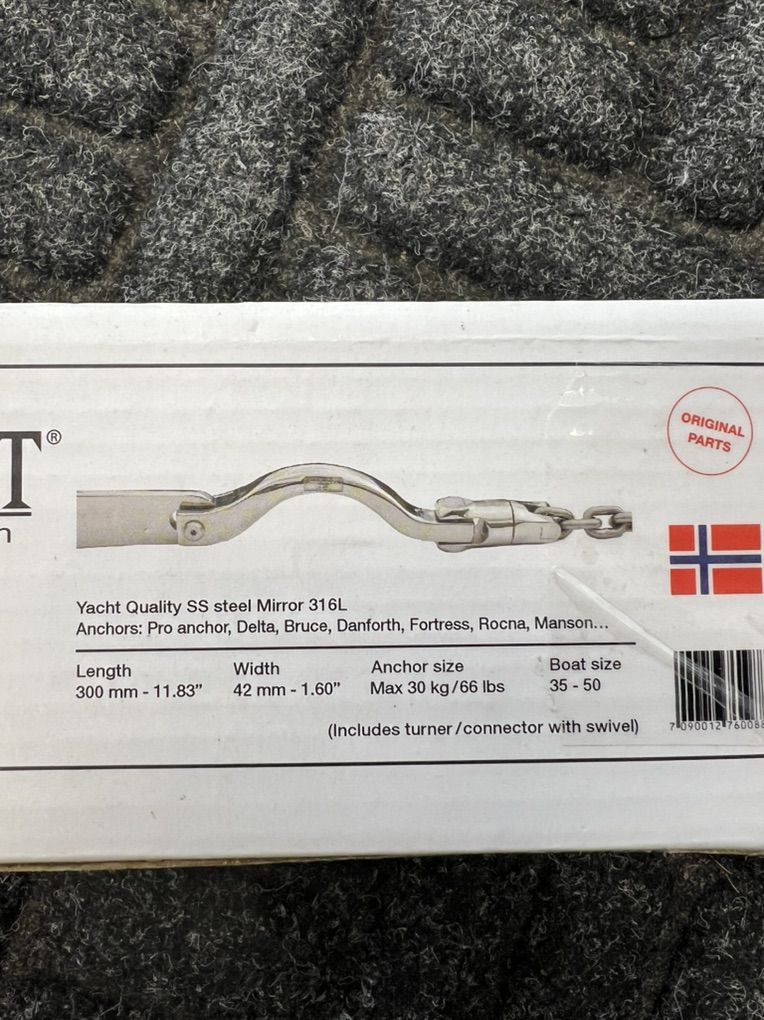 T®
n
ORIGINAL
PARTS
Yacht Quality SS steel Mirror 316L
Anchors: Pro anchor, Delta, Bruce, Danforth, Fortress, Rocna, Manson...
Length Width Anchor size Boat size
300 mm - 11.83” 42 mm - 1.60” Max 30 kg/66 lbs 35 - 50
(Includes turner/connector with swivel)
7 090012 76008